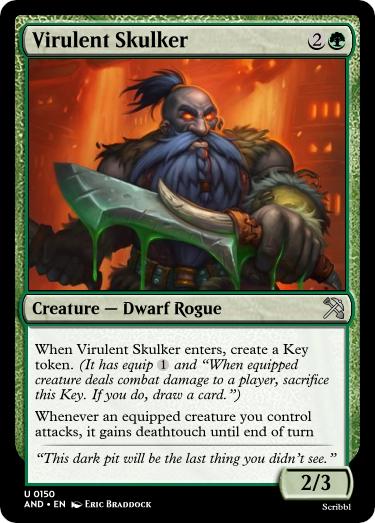 Virulent Skulker 2
Creature — Dwarf Rogue
When Virulent Skulker enters, create a Key
token. (It has equip 1 and “When equipped
creature deals combat damage to a player, sacrifice
this Key. If you do, draw a card.”)
Whenever an equipped creature you control
attacks, it gains deathtouch until end of turn
“This dark pit will be the last thing you didn’t see.”
2/3
U 0150
AND • EN Eric Braddock
Scribbl